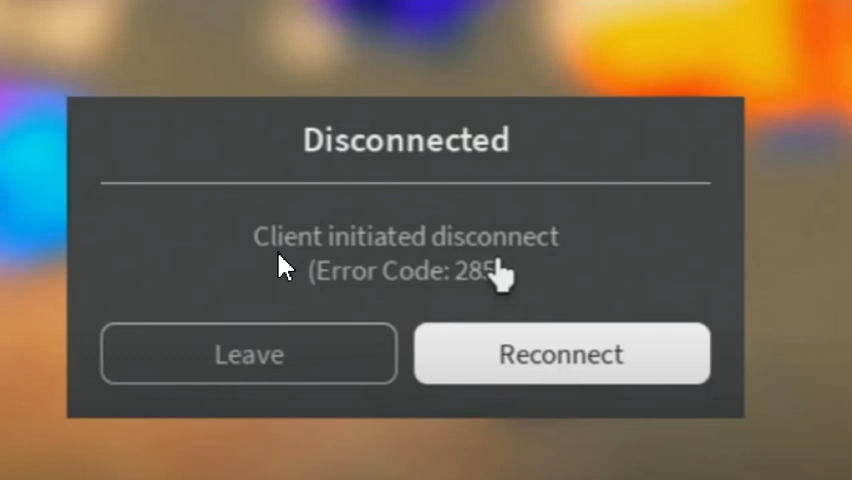 Disconnected
Client initiated disconnect
(Error Code: 285
Leave
Reconnect